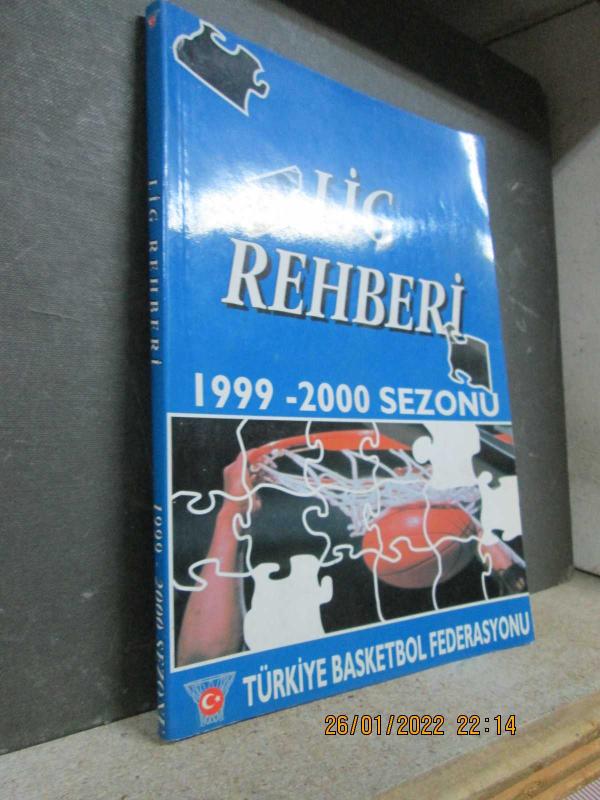 LİG
REHBERİ
1999 -2000 SEZONU
TÜRKİYE BASKETBOL FEDERASYONU
LİG REHBERİ
1999 - 2000 SEZONU
26/01/2022 22:14